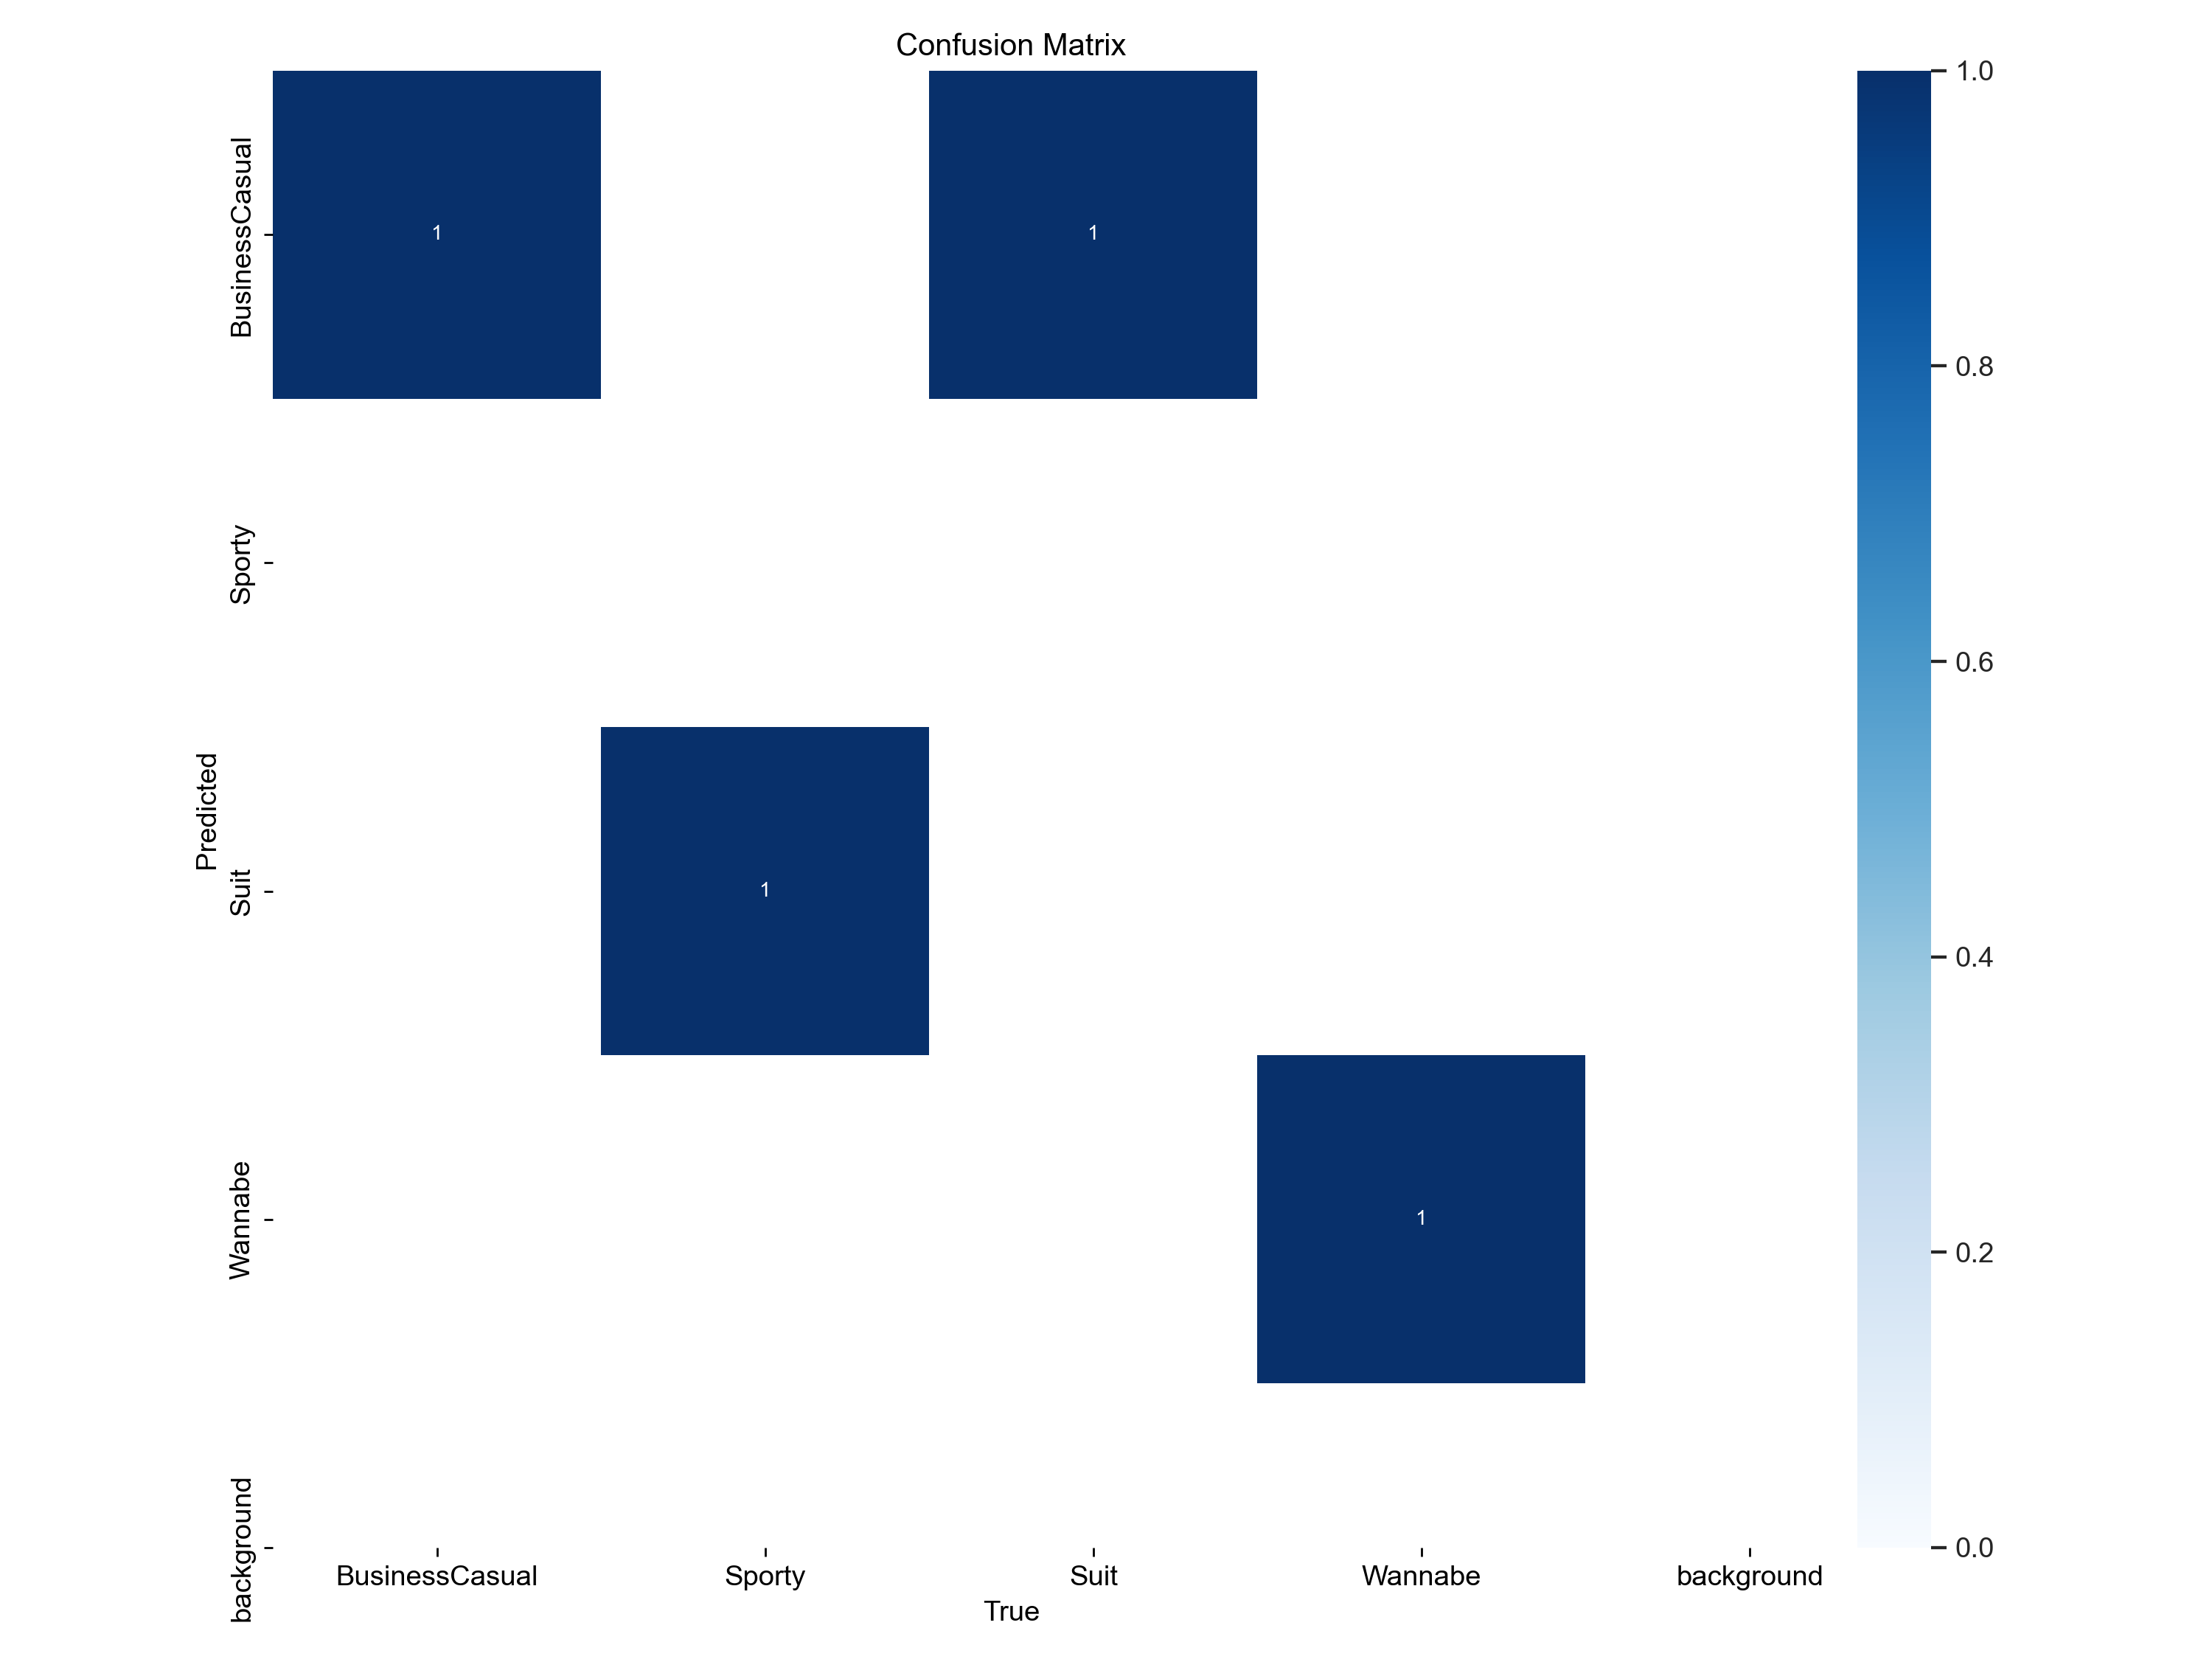 Confusion Matrix
BusinessCasual
Sporty
Suit
Wannabe
background
Predicted
1
1
1
1
1.0
0.8
0.6
0.4
0.2
0.0
BusinessCasual
Sporty
Suit
Wannabe
background
True